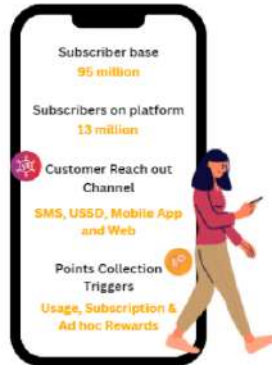 Subscriber base
95 million
Subscribers on platform
13 million
Customer Reach out
Channel
SMS, USSD, Mobile App
and Web
Points Collection
Triggers
Usage, Subscription &
Ad hoc Rewards